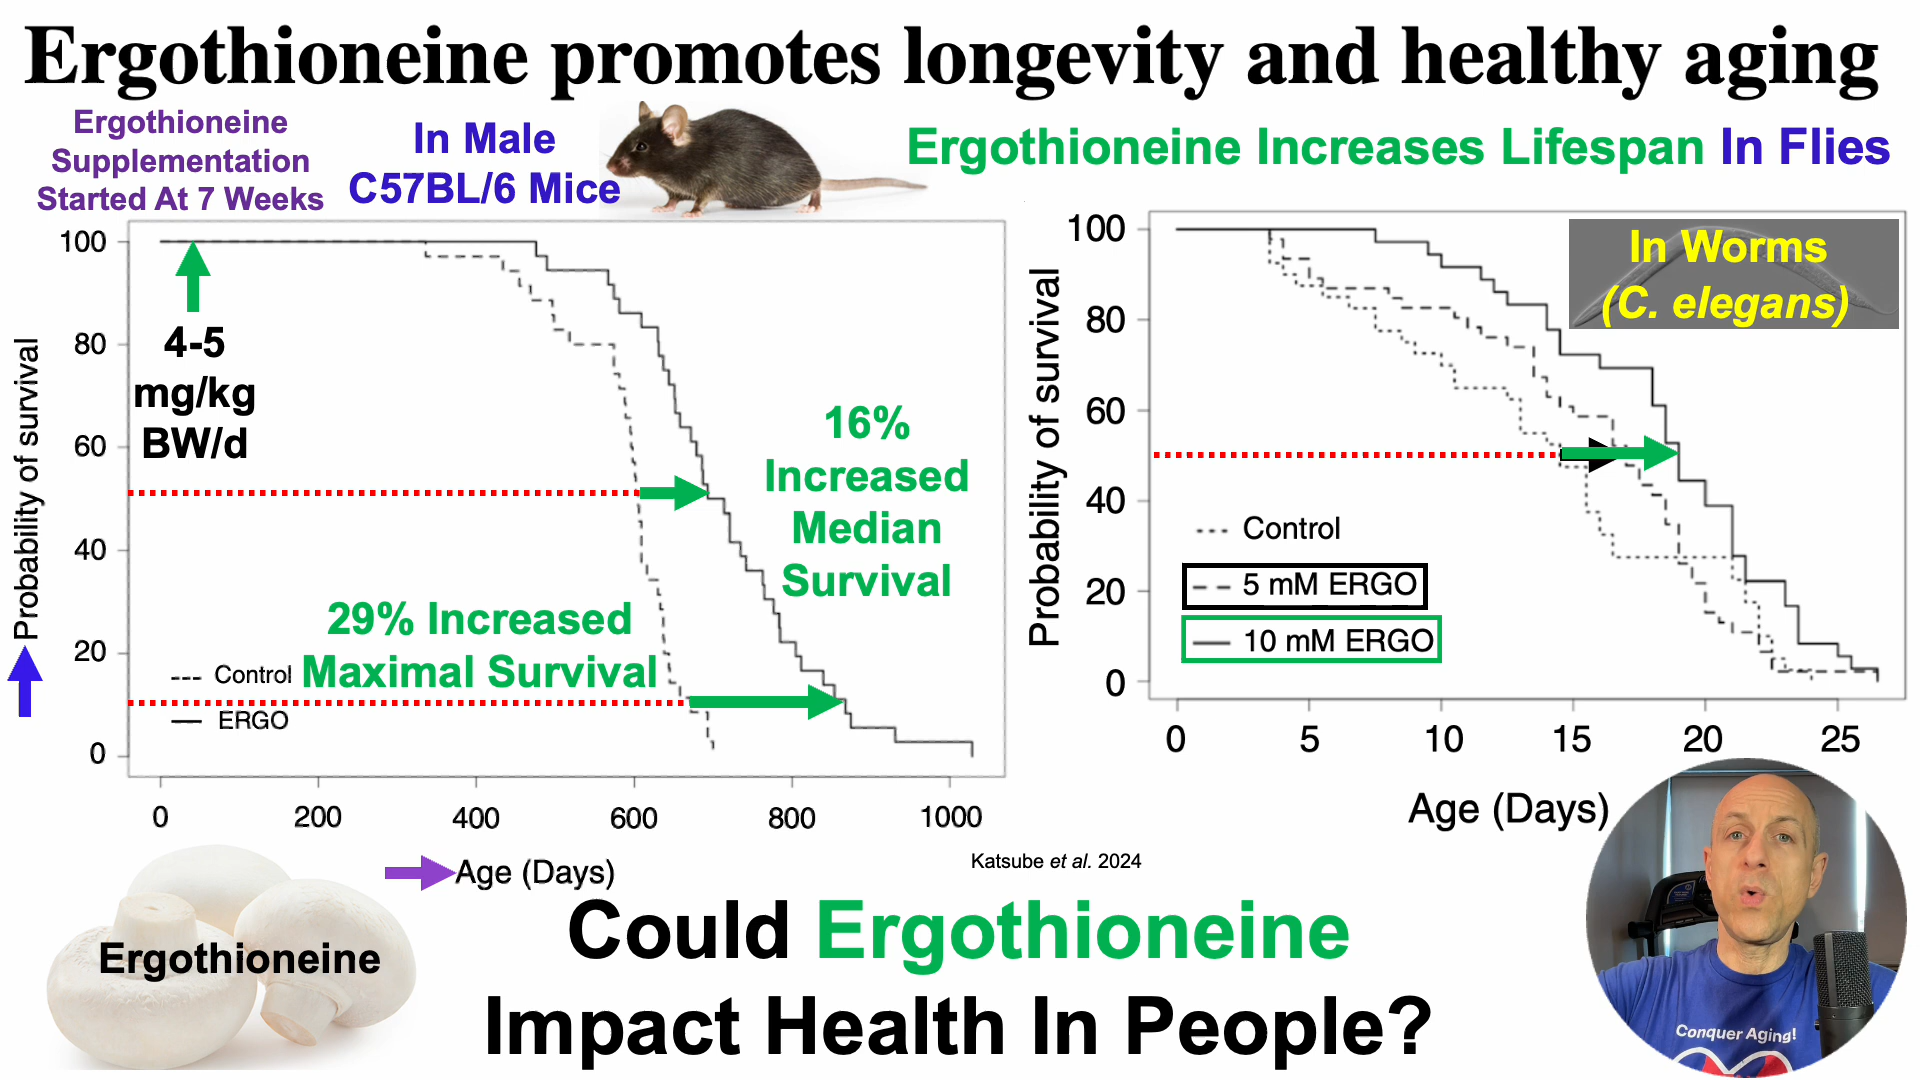 Ergothioneine promotes longevity and healthy aging
Ergothioneine
Supplementation
Started At 7 Weeks
In Male
C57BL/6 Mice
Ergothioneine Increases Lifespan In Flies
Probability of survival
100
80
60
40
20
0
4-5
mg/kg
BW/d
16%
Increased
Median
Survival
29% Increased
Maximal Survival
Control
ERGO
0
200
400
600
800
1000
Age (Days)
Probability of survival
100
80
60
40
20
0
In Worms
(C. elegans)
Control
5 mM ERGO
10 mM ERGO
0
5
10
15
20
25
Age (Days)
Katsube et al. 2024
Ergothioneine
Could Ergothioneine
Impact Health In People?
Conquer Aging!